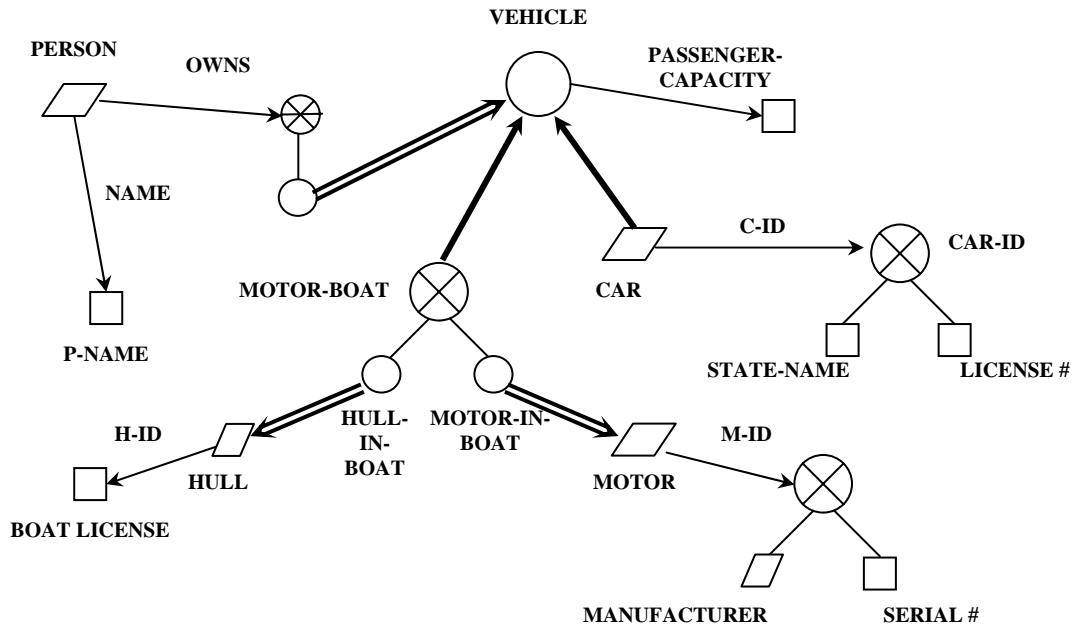 VEHICLE
PERSON
OWNS
PASSENGER-
CAPACITY
NAME
C-ID
CAR-ID
MOTOR-BOAT
CAR
P-NAME
STATE-NAME
LICENSE #
HULL-
IN-
BOAT
MOTOR-IN-
BOAT
H-ID
M-ID
HULL
MOTOR
BOAT LICENSE
MANUFACTURER
SERIAL #